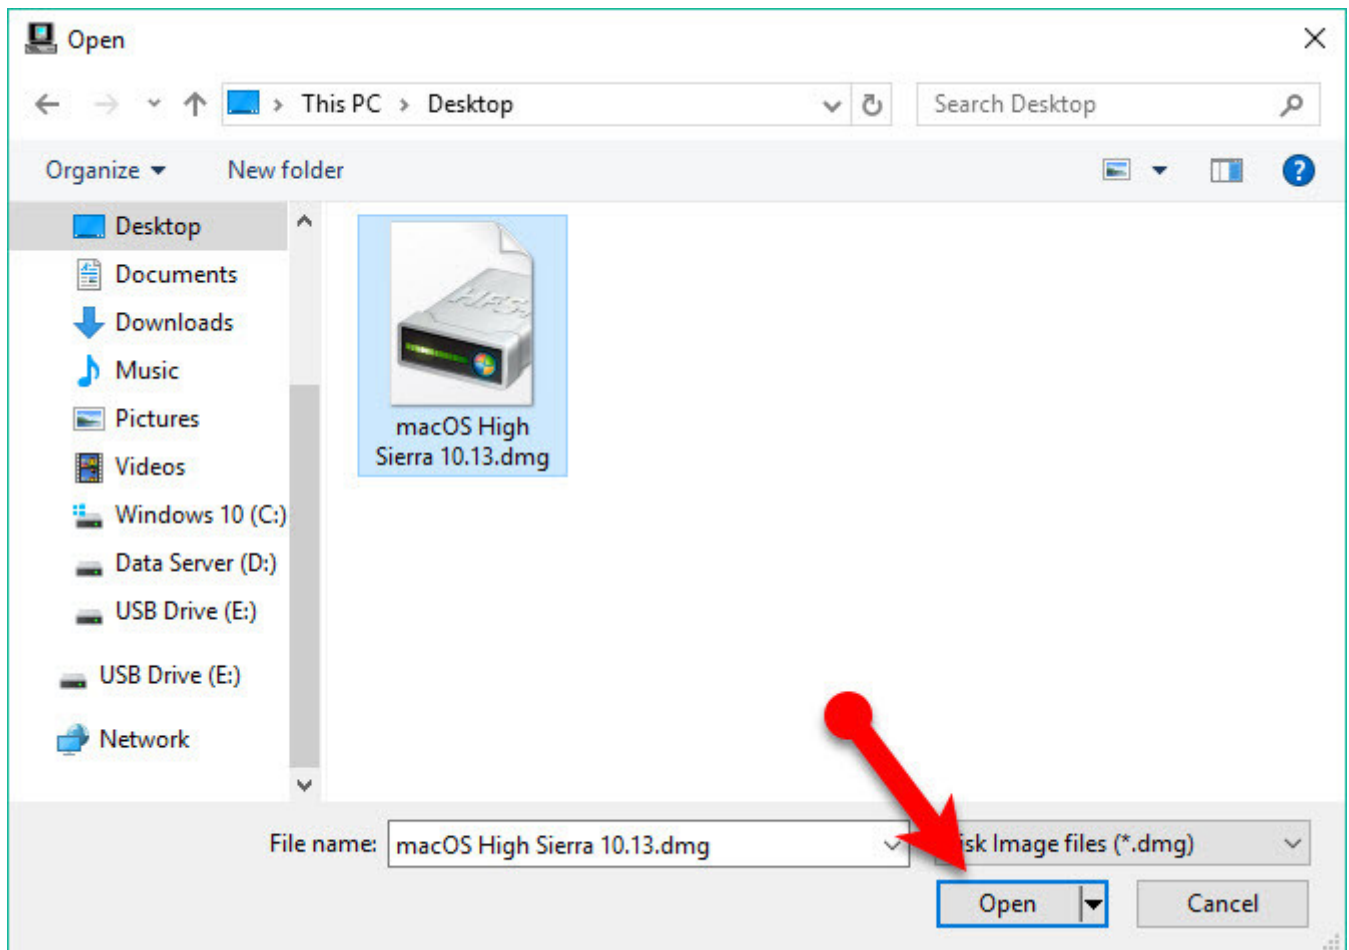 Open
This PC > Desktop
Search Desktop
Organize
New folder
?
Desktop
Documents
Downloads
Music
Pictures
Videos
Windows 10 (C:)
Data Server (D:)
USB Drive (E:)
USB Drive (E:)
Network
HFS+
macOS High
Sierra 10.13.dmg
File name: macOS High Sierra 10.13.dmg
Image files (*.dmg)
Open
Cancel